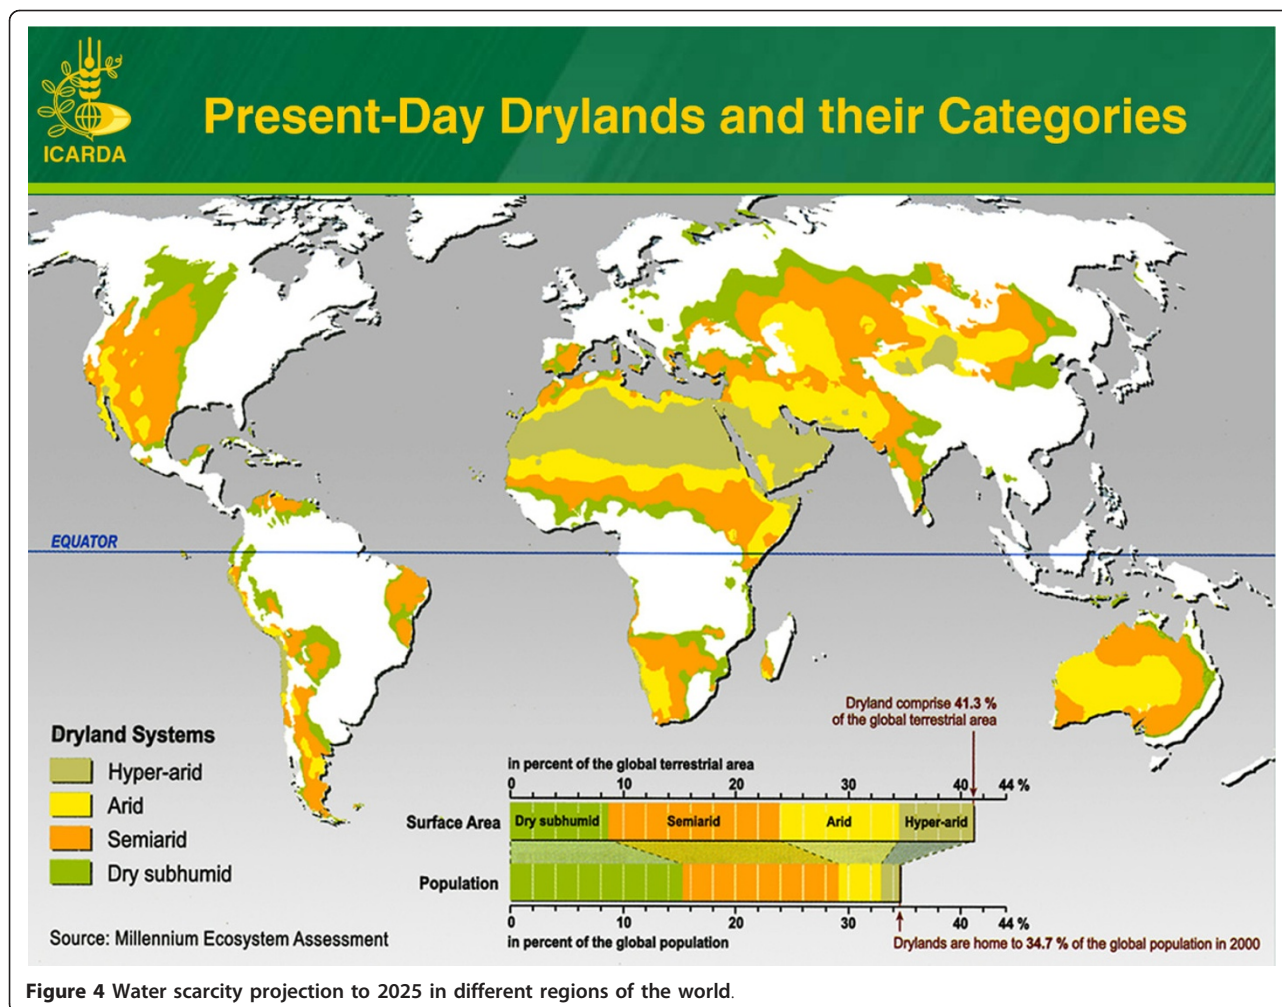 ICARDA
Present-Day Drylands and their Categories
EQUATOR
Dryland comprise 41.3 %
of the global terrestrial area
Dryland Systems
Hyper-arid
Arid
Semiarid
Dry subhumid
in percent of the global terrestrial area
0 10 20 30 40 44 %
Surface Area Dry subhumid Semiarid Arid Hyper-arid
Population
0 10 20 30 40 44 %
in percent of the global population
Drylands are home to 34.7 % of the global population in 2000
Source: Millennium Ecosystem Assessment
Figure 4 Water scarcity projection to 2025 in different regions of the world.